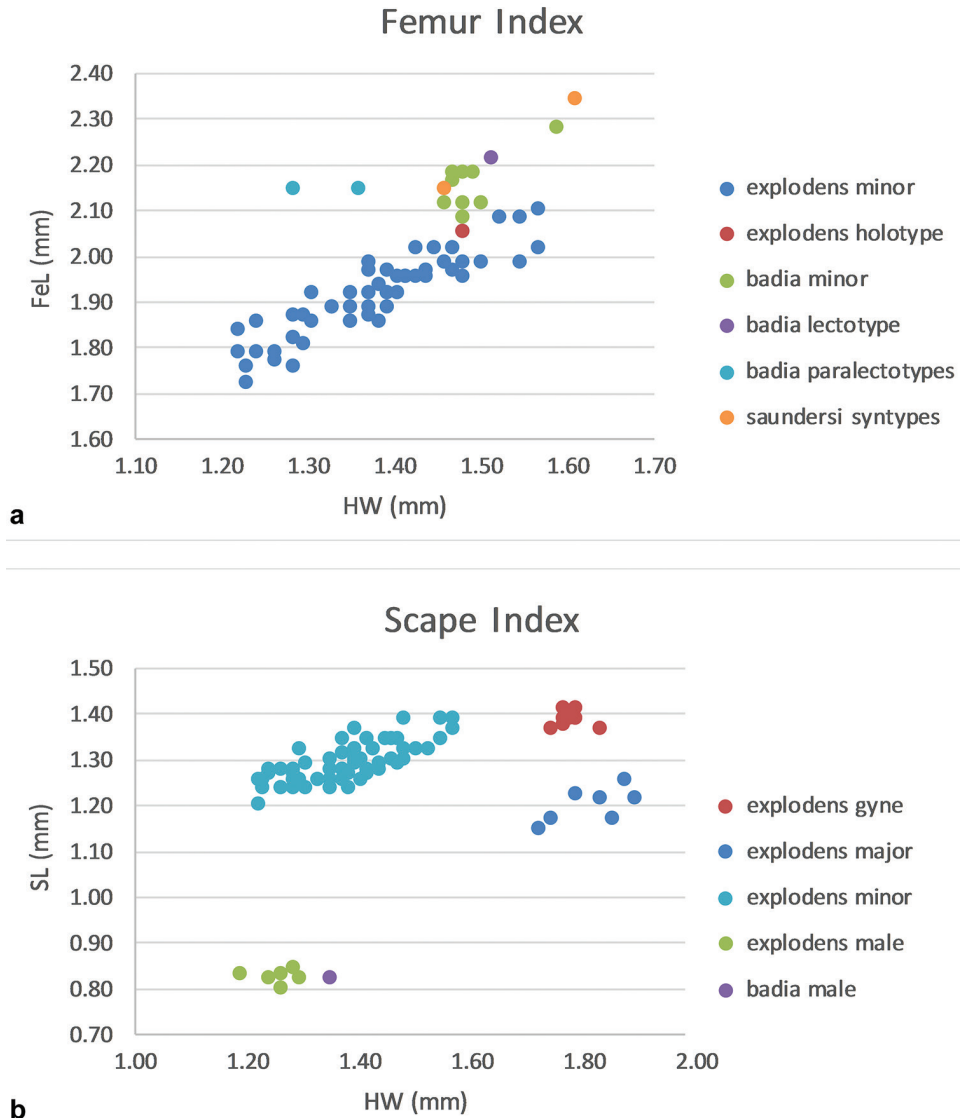 Femur Index
2.40
2.30
2.20
2.10
2.00
1.90
1.80
1.70
1.60
FeL (mm)
1.10 1.20 1.30 1.40 1.50 1.60 1.70
HW (mm)
explodens minor
explodens holotype
badia minor
badia lectotype
badia paralectotypes
saundersi syntypes
a
Scape Index
1.50
1.40
1.30
1.20
1.10
1.00
0.90
0.80
0.70
SL (mm)
1.00 1.20 1.40 1.60 1.80 2.00
HW (mm)
explodens gyne
explodens major
explodens minor
explodens male
badia male
b